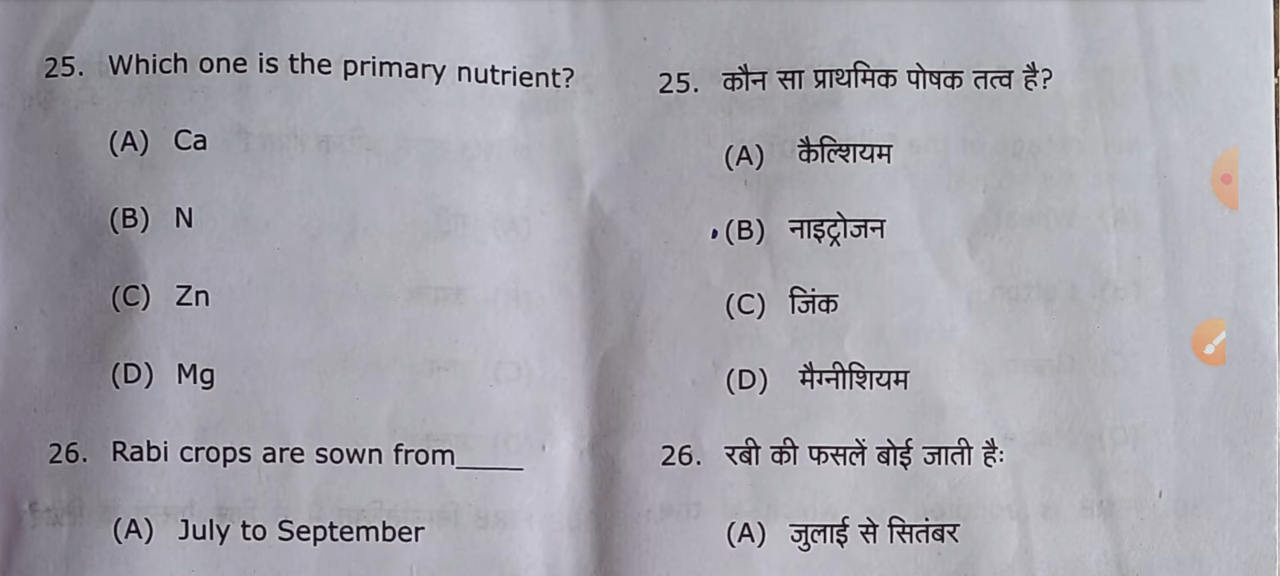 25. Which one is the primary nutrient?
(A) Ca
(B) N
(C) Zn
(D) Mg
26. Rabi crops are sown from____
(A) July to September
25. कौन सा प्राथमिक पोषक तत्व है?
(A) कैल्शियम
(B) नाइट्रोजन
(C) जिंक
(D) मैग्नीशियम
26. रबी की फसलें बोई जाती हैः
(A) जुलाई से सितंबर